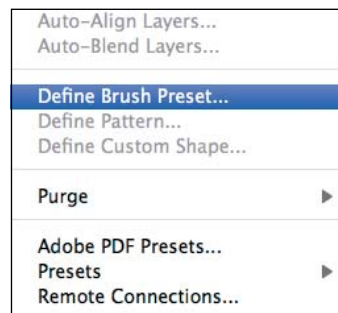 Auto-Align Layers...
Auto-Blend Layers...
Define Brush Preset...
Define Pattern...
Define Custom Shape...
Purge
Adobe PDF Presets...
Presets
Remote Connections...